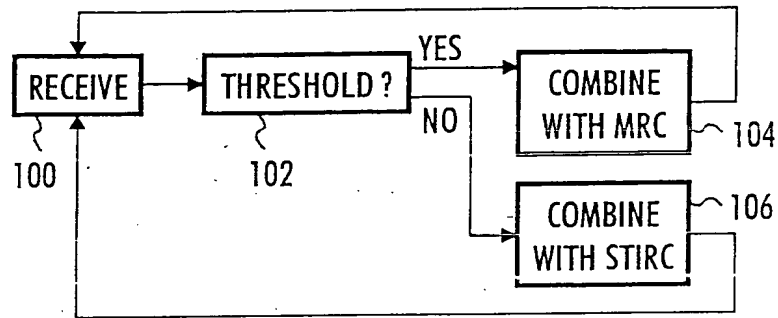 RECEIVE
100
THRESHOLD ?
102
YES
NO
COMBINE
WITH MRC
104
COMBINE
WITH STIRC
106